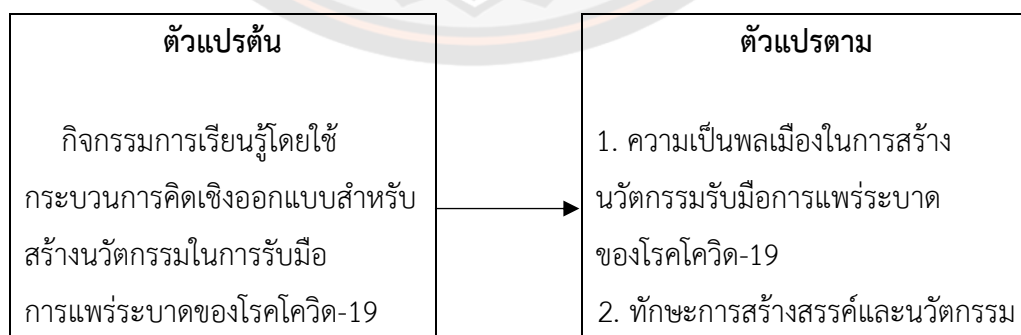 ตัวแปรต้น
กิจกรรมการเรียนรู้โดยใช้
กระบวนการคิดเชิงออกแบบสำหรับ
สร้างนวัตกรรมในการรับมือ
การแพร่ระบาดของโรคโควิด-19
ตัวแปรตาม
1. ความเป็นพลเมืองในการสร้าง
นวัตกรรมรับมือการแพร่ระบาด
ของโรคโควิด-19
2. ทักษะการสร้างสรรค์และนวัตกรรม